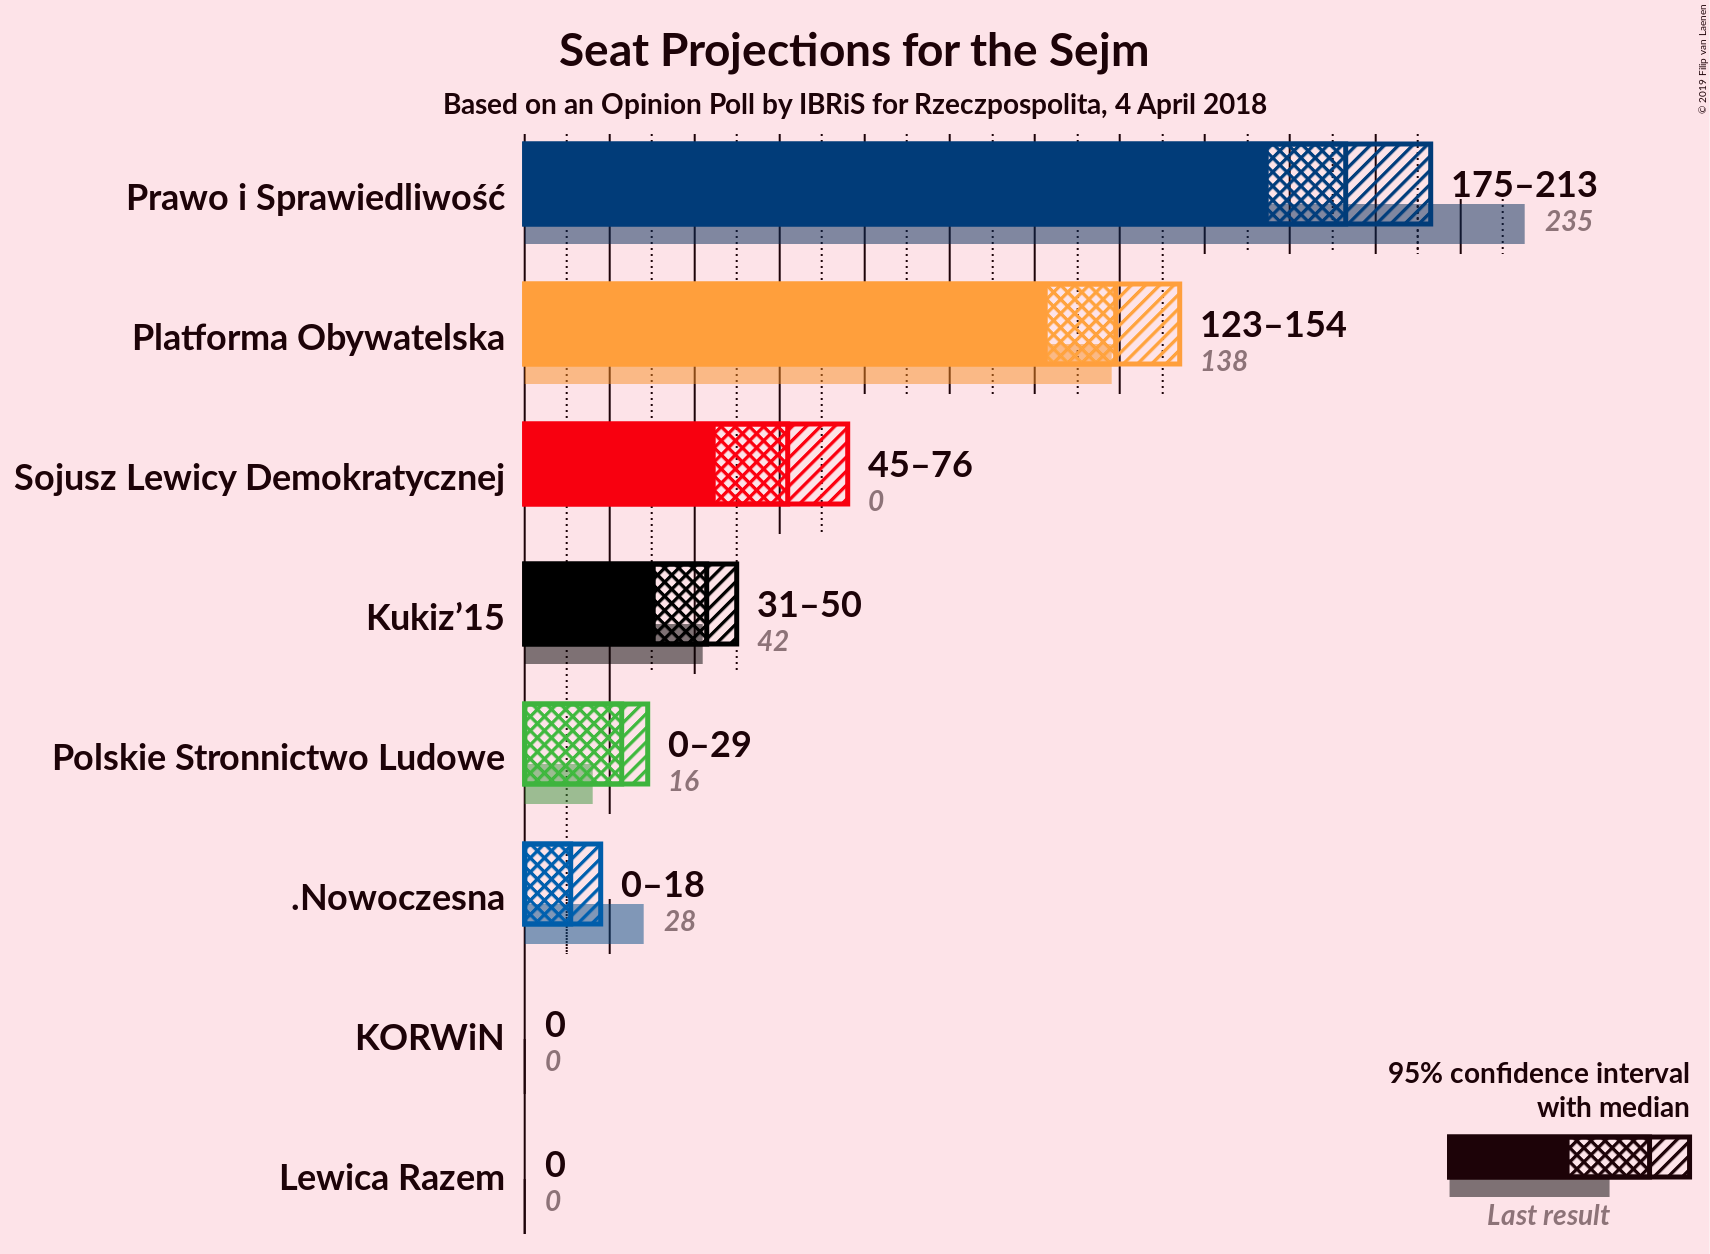 Seat Projections for the Sejm
Based on an Opinion Poll by IBRiS for Rzeczpospolita, 4 April 2018
© 2019 Filip van Laenen
Prawo i Sprawiedliwość
175–213
235
Platforma Obywatelska
123–154
138
Sojusz Lewicy Demokratycznej
45–76
0
Kukiz’15
31–50
42
Polskie Stronnictwo Ludowe
0–29
16
.Nowoczesna
0–18
28
KORWiN
0
0
Lewica Razem
0
0
95% confidence interval
with median
Last result